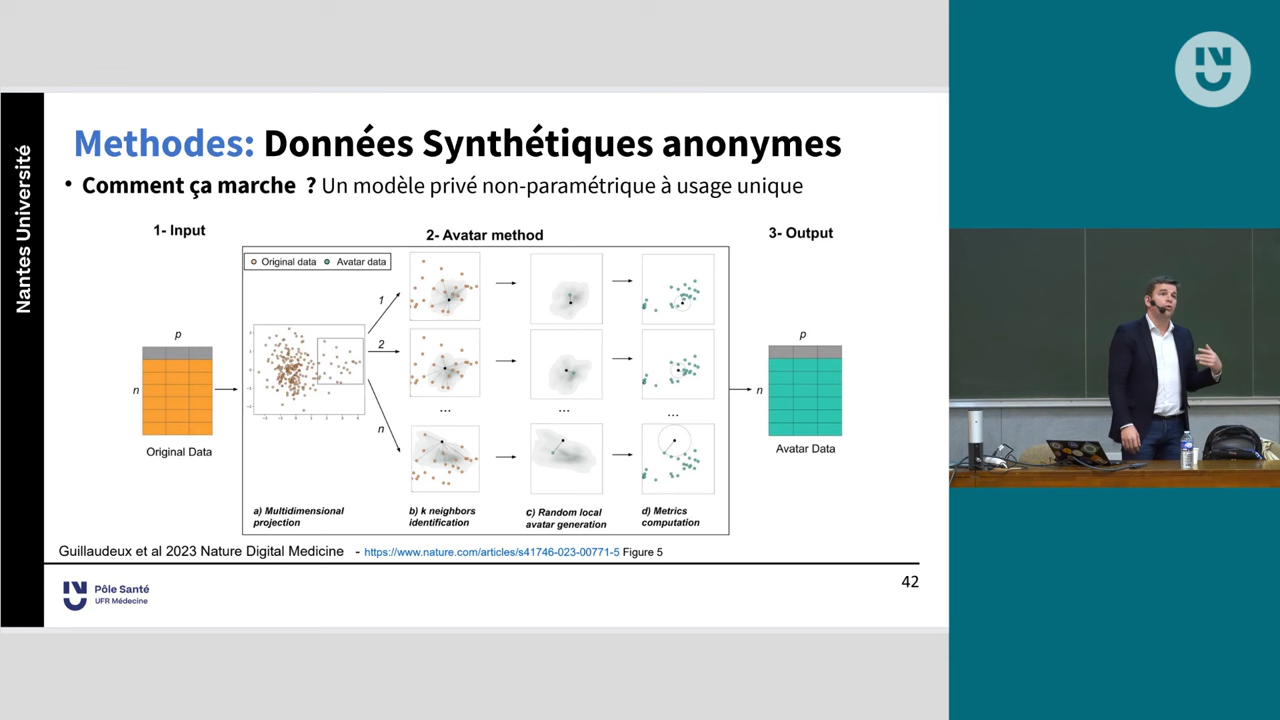 Nantes Université
Methodes: Données Synthétiques anonymes
• Comment ça marche ? Un modèle privé non-paramétrique à usage unique
1- Input
2- Avatar method
3- Output
Original data
Avatar data
p
n
Original Data
1
2
n
...
...
...
a) Multidimensional
projection
b) k neighbors
identification
c) Random local
avatar generation
d) Metrics
computation
p
n
Avatar Data
Guillaudeux et al 2023 Nature Digital Medicine - https://www.nature.com/articles/s41746-023-00771-5 Figure 5
Pôle Santé
UFR Médecine
42